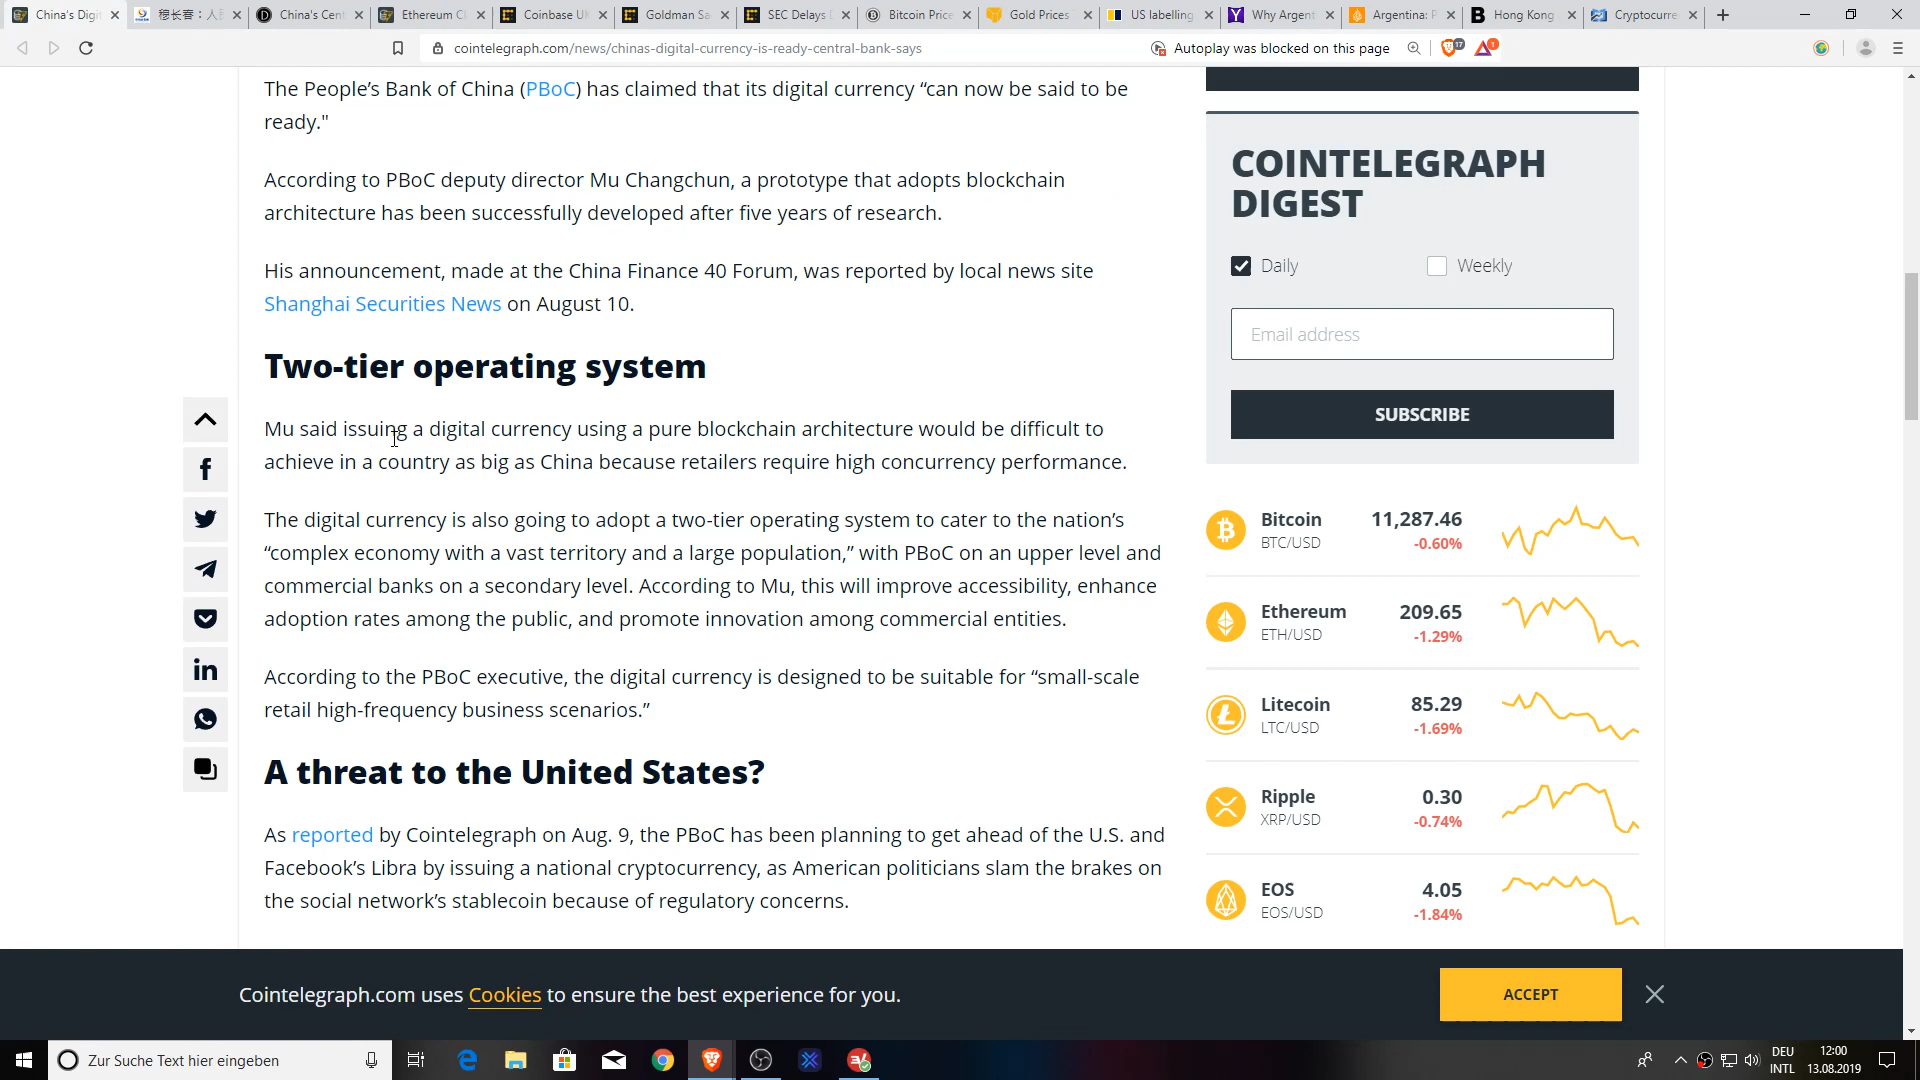 China's Digi
穆长春：人民
China's Cent
Ethereum Cl
Coinbase UK
Goldman Sa
SEC Delays
Bitcoin Price
Gold Prices
US labelling
Why Argent
Argentina: P
Hong Kong
Cryptocurre
cointelegraph.com/news/chinas-digital-currency-is-ready-central-bank-says
Autoplay was blocked on this page
17
1
The People's Bank of China (PBoC) has claimed that its digital currency “can now be said to be
ready."
According to PBoC deputy director Mu Changchun, a prototype that adopts blockchain
architecture has been successfully developed after five years of research.
His announcement, made at the China Finance 40 Forum, was reported by local news site
Shanghai Securities News on August 10.
Two-tier operating system
Mu said issuing a digital currency using a pure blockchain architecture would be difficult to
achieve in a country as big as China because retailers require high concurrency performance.
The digital currency is also going to adopt a two-tier operating system to cater to the nation’s
“complex economy with a vast territory and a large population,” with PBoC on an upper level and
commercial banks on a secondary level. According to Mu, this will improve accessibility, enhance
adoption rates among the public, and promote innovation among commercial entities.
According to the PBoC executive, the digital currency is designed to be suitable for “small-scale
retail high-frequency business scenarios.”
A threat to the United States?
As reported by Cointelegraph on Aug. 9, the PBoC has been planning to get ahead of the U.S. and
Facebook’s Libra by issuing a national cryptocurrency, as American politicians slam the brakes on
the social network’s stablecoin because of regulatory concerns.
COINTELEGRAPH
DIGEST
Daily
Weekly
Email address
SUBSCRIBE
Bitcoin 11,287.46
BTC/USD -0.60%
Ethereum 209.65
ETH/USD -1.29%
Litecoin 85.29
LTC/USD -1.69%
Ripple 0.30
XRP/USD -0.74%
EOS 4.05
EOS/USD -1.84%
Cointelegraph.com uses Cookies to ensure the best experience for you.
ACCEPT
Zur Suche Text hier eingeben
DEU
INTL
12:00
13.08.2019